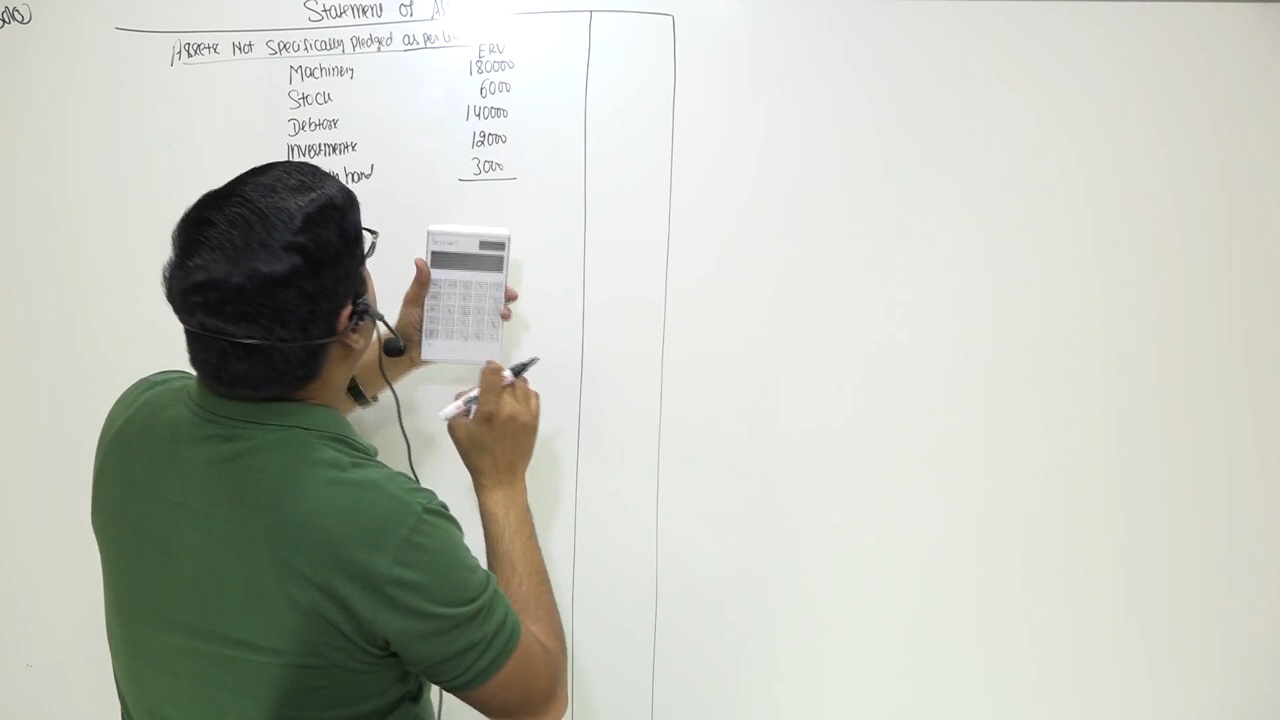 Statement of
Assets Not Specifically Pledged as per
ERV
Machinery 180000
Stock 6000
Debtors 140000
Investments 12000
hand 3000